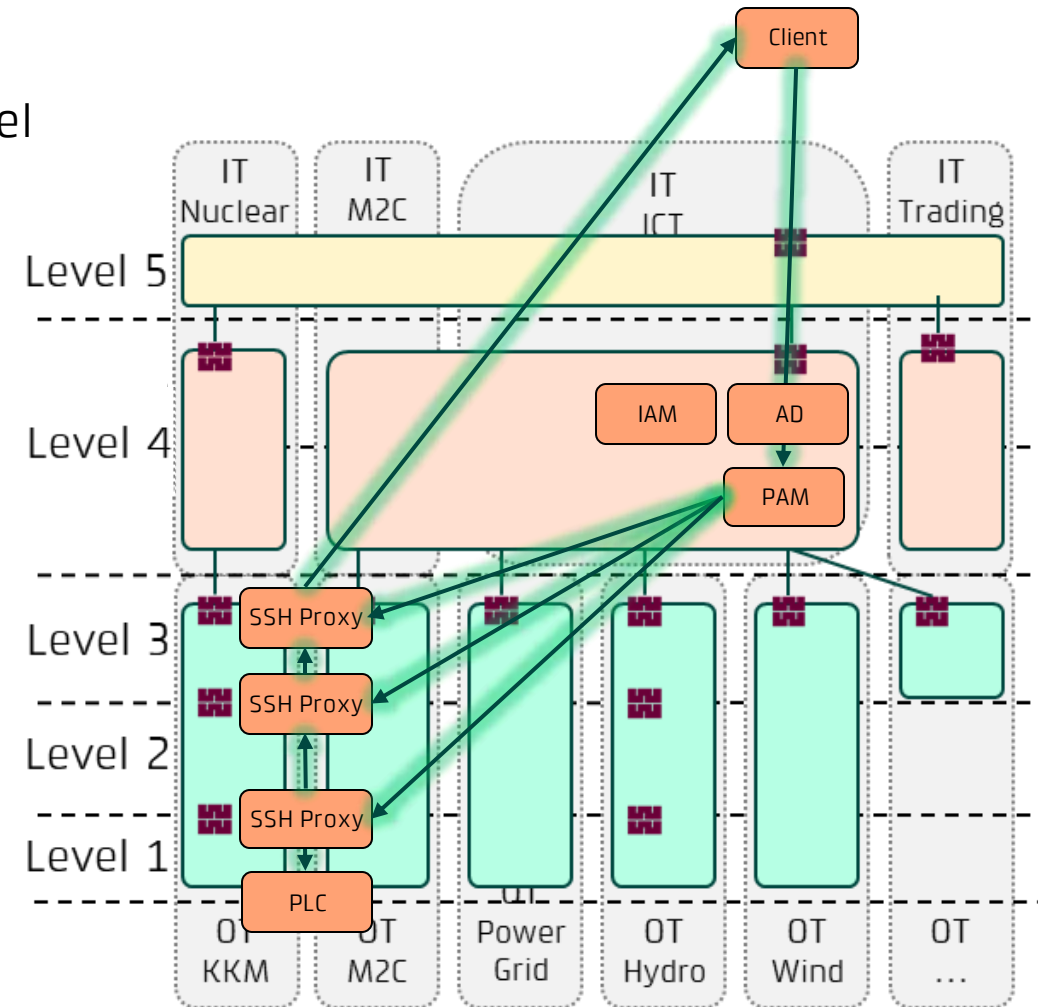 Client
el
IT
Nuclear
IT
M2C
IT
ICT
IT
Trading
Level 5
Level 4
IAM
AD
PAM
Level 3
SSH Proxy
SSH Proxy
Level 2
SSH Proxy
Level 1
PLC
OT
KKM
OT
M2C
OT
Power
Grid
OT
Hydro
OT
Wind
OT
...